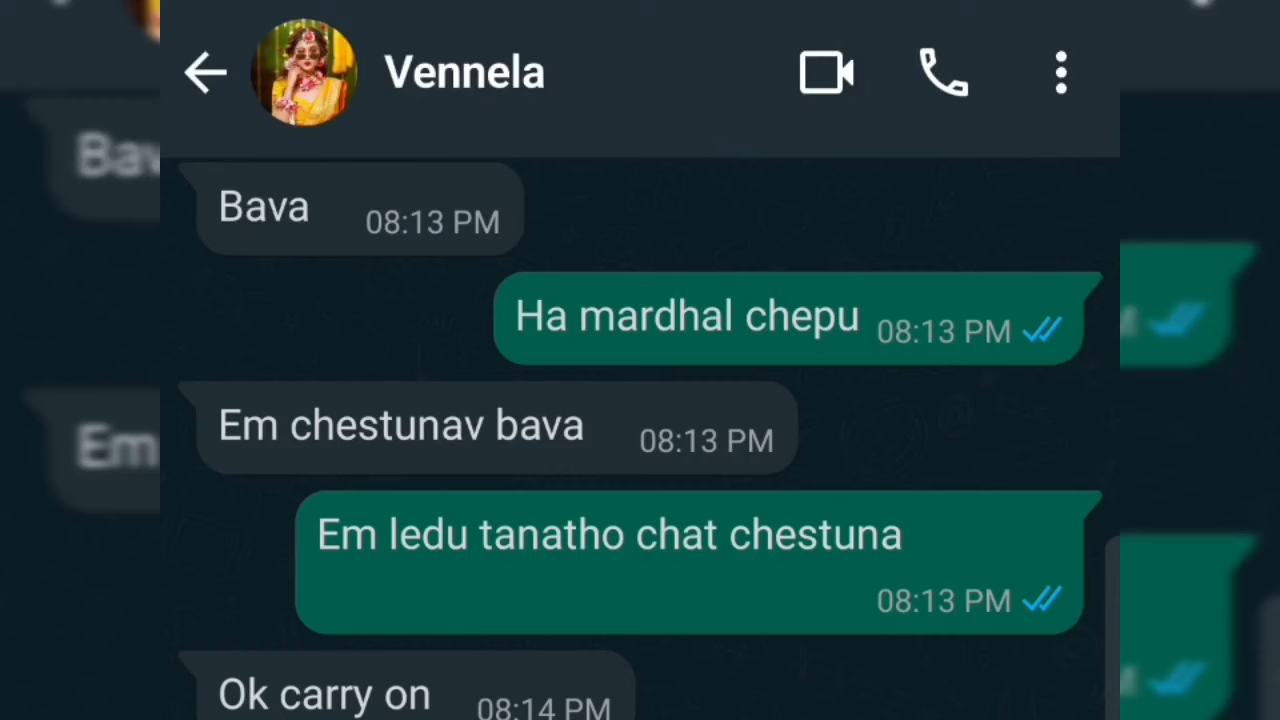 Vennela
Bava
08:13 PM
Ha mardhal chepu
08:13 PM
Em chestunav bava
08:13 PM
Em ledu tanatho chat chestuna
08:13 PM
Ok carry on
08:14 PM